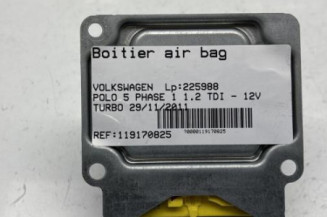 Boitier air bag
VOLKSWAGEN Lp:225988
POLO 5 PHASE 1 1.2 TDI - 12V
TURBO 29/11/2011
REF:119170825